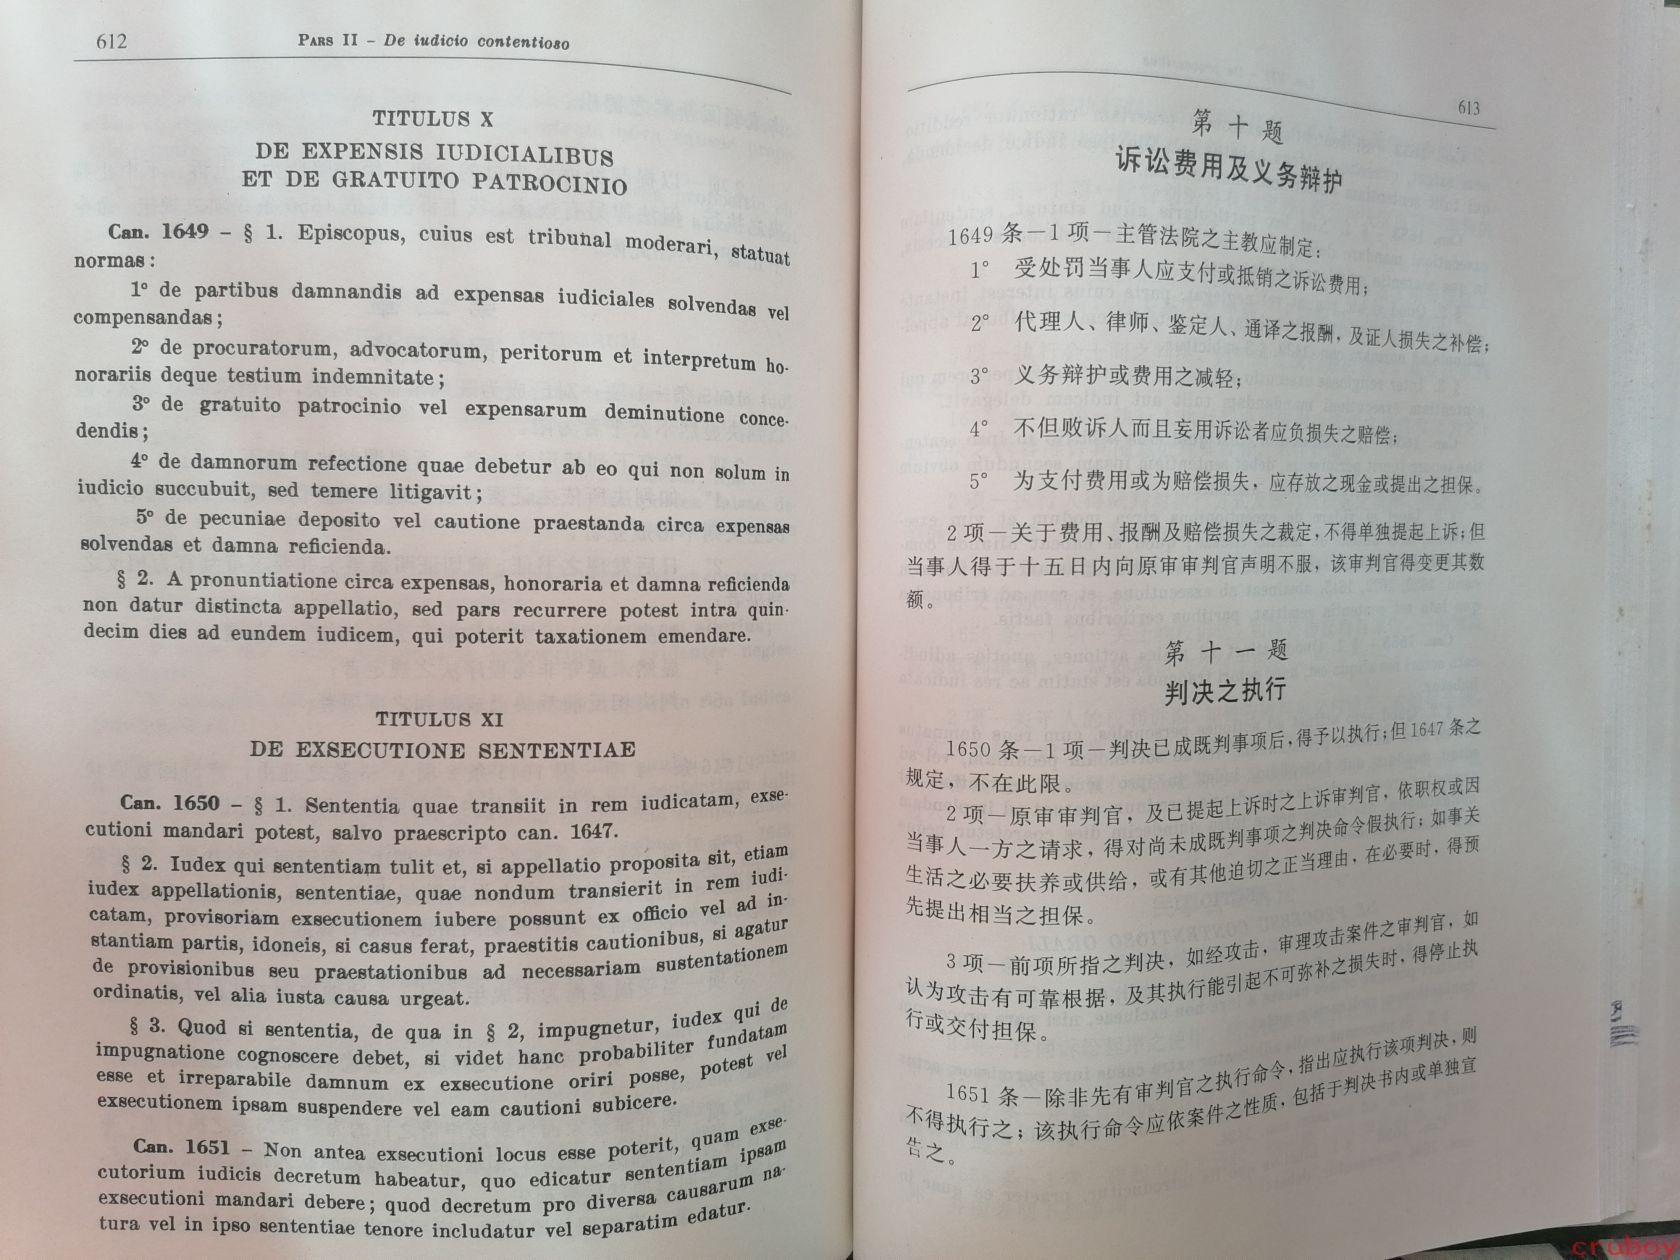 612
PARS II – De iudicio contentioso
TITULUS X
DE EXPENSIS IUDICIALIBUS
ET DE GRATUITO PATROCINIO
Can. 1649 – § 1. Episcopus, cuius est tribunal moderari, statuat
normas:
1º de partibus damnandis ad expensas iudiciales solvendas vel
compensandas;
2º de procuratorum, advocatorum, peritorum et interpretum ho-
norariis deque testium indemnitate;
3º de gratuito patrocinio vel expensarum deminutione conce-
dendis;
4º de damnorum refectione quae debetur ab eo qui non solum in
iudicio succubuit, sed temere litigavit;
5º de pecuniae deposito vel cautione praestanda circa expensas
solvendas et damna reficienda.
§ 2. A pronuntiatione circa expensas, honoraria et damna reficienda
non datur distincta appellatio, sed pars recurrere potest intra quin-
decim dies ad eundem iudicem, qui poterit taxationem emendare.
TITULUS XI
DE EXSECUTIONE SENTENTIAE
Can. 1650 – § 1. Sententia quae transiit in rem iudicatam, exse-
cutioni mandari potest, salvo praescripto can. 1647.
§ 2. Iudex qui sententiam tulit et, si appellatio proposita sit, etiam
iudex appellationis, sententiae, quae nondum transierit in rem iudi-
catam, provisoriam exsecutionem iubere possunt ex officio vel ad in-
stantiam partis, idoneis, si casus ferat, praestitis cautionibus, si agatur
de provisionibus seu praestationibus ad necessariam sustentationem
ordinatis, vel alia iusta causa urgeat.
§ 3. Quod si sententia, de qua in § 2, impugnetur, iudex qui de
impugnatione cognoscere debet, si videt hanc probabiliter fundatam
esse et irreparabile damnum ex exsecutione oriri posse, potest vel
exsecutionem ipsam suspendere vel eam cautioni subicere.
Can. 1651 – Non antea exsecutioni locus esse poterit, quam exse-
cutorium iudicis decretum habeatur, quo edicatur sententiam ipsam
exsecutioni mandari debere; quod decretum pro diversa causarum na-
tura vel in ipso sententiae tenore includatur vel separatim edatur.
613
第十题
诉讼费用及义务辩护
1649 条－1 项－主管法院之主教应制定：
1° 受处罚当事人应支付或抵销之诉讼费用；
2° 代理人、律师、鉴定人、通译之报酬，及证人损失之补偿；
3° 义务辩护或费用之减轻；
4° 不但败诉人而且妄用诉讼者应负损失之赔偿；
5° 为支付费用或为赔偿损失，应存放之现金或提出之担保。
2 项－关于费用、报酬及赔偿损失之裁定，不得单独提起上诉；但
当事人得于十五日内向原审审判官声明不服，该审判官得变更其数
额。
第十一题
判决之执行
1650 条－1 项－判决已成既判事项后，得予以执行；但 1647 条之
规定，不在此限。
2 项－原审审判官，及已提起上诉时之上诉审判官，依职权或因
当事人一方之请求，得对尚未成既判事项之判决命令假执行；如事关
生活之必要扶养或供给，或有其他迫切之正当理由，在必要时，得预
先提出相当之担保。
3 项－前项所指之判决，如经攻击，审理攻击案件之审判官，如
认为攻击有可靠根据，及其执行能引起不可弥补之损失时，得停止执
行或交付担保。
1651 条－除非先有审判官之执行命令，指出应执行该项判决，则
不得执行之；该执行命令应依案件之性质，包括于判决书内或单独宣
告之。
cruboy